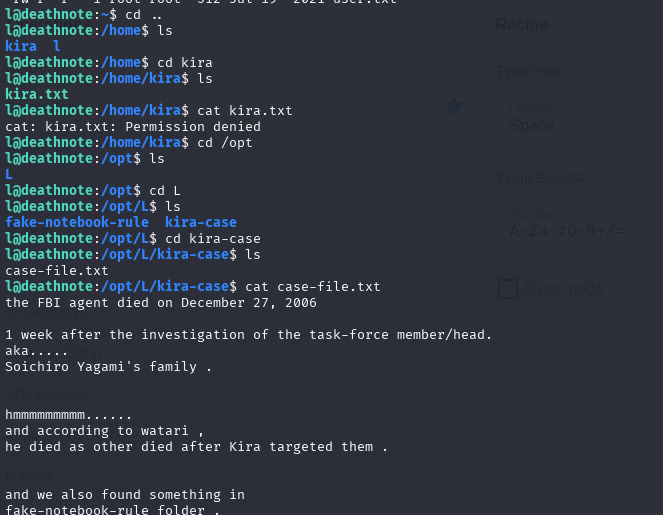 l@deathnote:~$ cd ..
l@deathnote:/home$ ls
kira  l
l@deathnote:/home$ cd kira
l@deathnote:/home/kira$ ls
kira.txt
l@deathnote:/home/kira$ cat kira.txt
cat: kira.txt: Permission denied
l@deathnote:/home/kira$ cd /opt
l@deathnote:/opt$ ls
L
l@deathnote:/opt$ cd L
l@deathnote:/opt/L$ ls
fake-notebook-rule  kira-case
l@deathnote:/opt/L$ cd kira-case
l@deathnote:/opt/L/kira-case$ ls
case-file.txt
l@deathnote:/opt/L/kira-case$ cat case-file.txt
the FBI agent died on December 27, 2006
1 week after the investigation of the task-force member/head.
aka.....
Soichiro Yagami's family .
hmmmmmmmmm......
and according to watari ,
he died as other died after Kira targeted them .
and we also found something in
fake-notebook-rule folder .
Recipe
From Hex
Delimiter
Space
From Base64
Alphabet
A-Za-z0-9+/=
Strict mode
URL Decode
Entropy